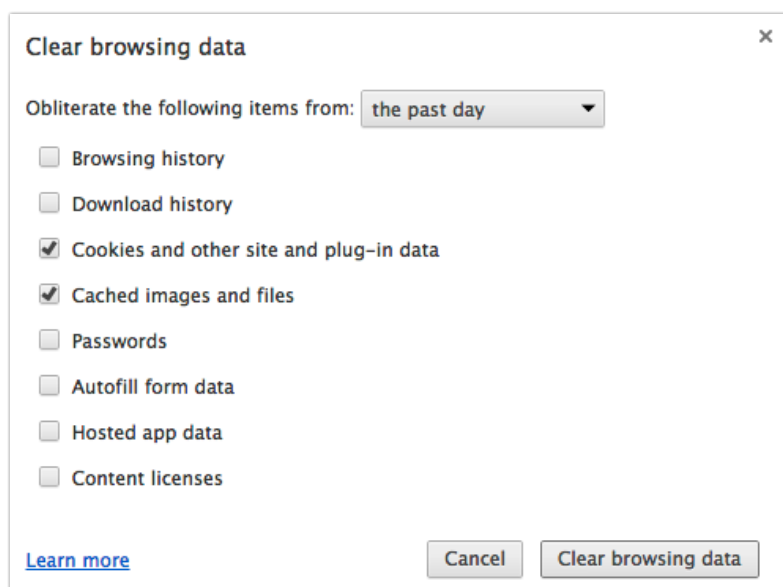 Clear browsing data
Obliterate the following items from: the past day
Browsing history
Download history
Cookies and other site and plug-in data
Cached images and files
Passwords
Autofill form data
Hosted app data
Content licenses
Learn more Cancel Clear browsing data